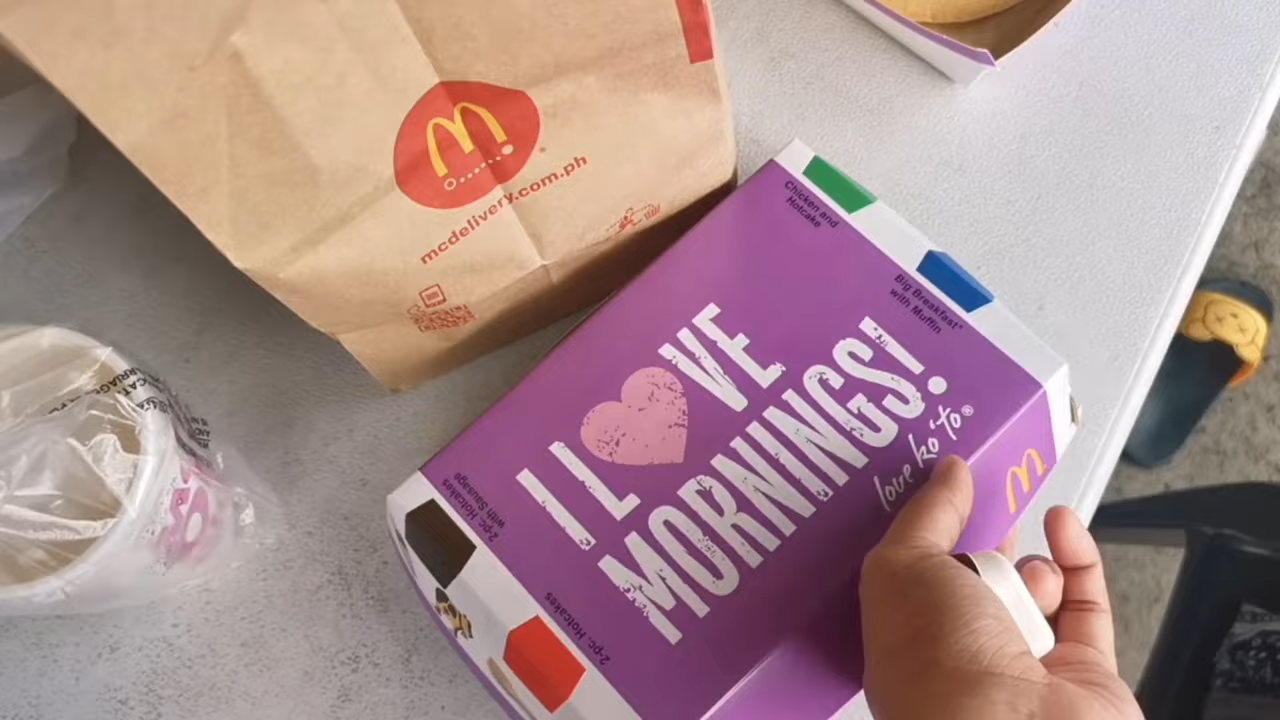 mcdelivery.com.ph
Chicken and
Hotcake
Big Breakfast™
with Muffin
I LOVE
MORNINGS!
love ko 'to®
2-pc. Hotcakes
with Sausage
2-pc. Hotcakes